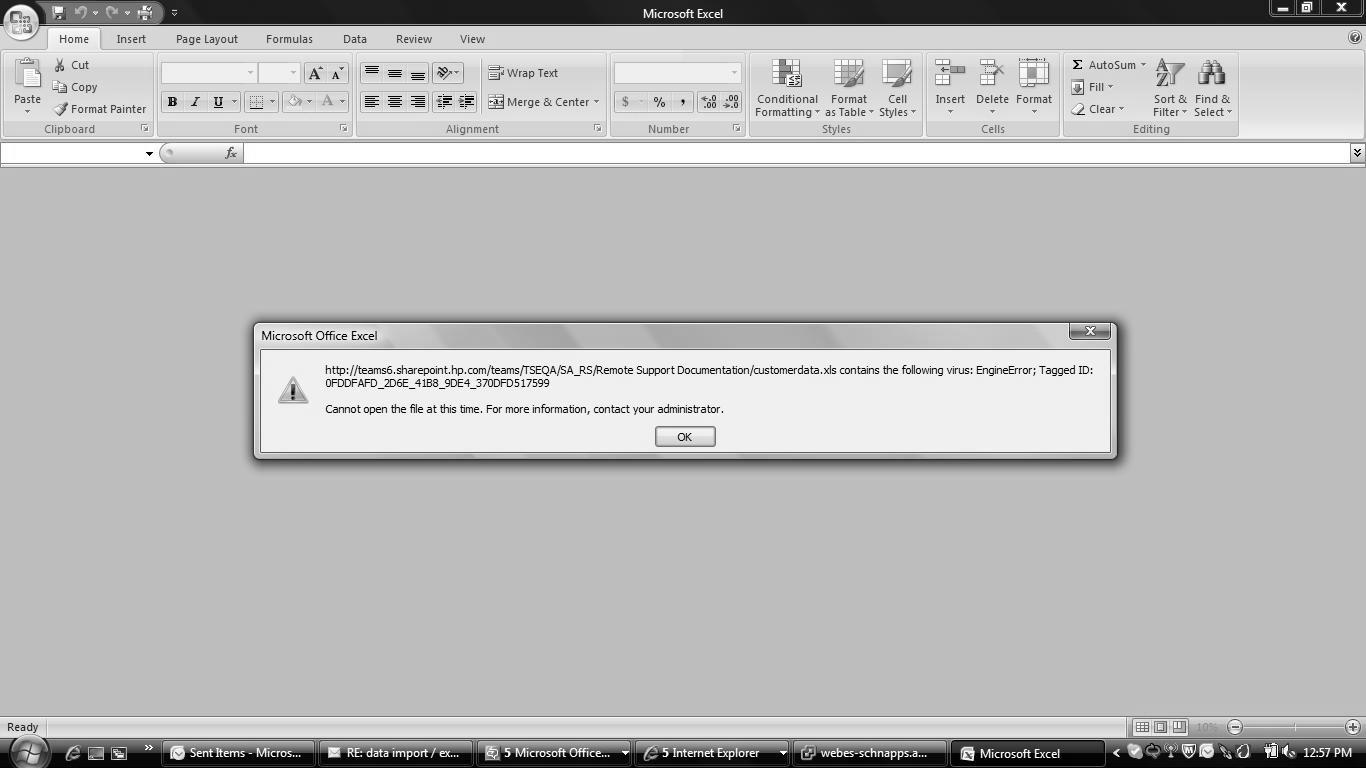 Microsoft Excel
Home Insert Page Layout Formulas Data Review View
Paste
Cut
Copy
Format Painter
Clipboard
B I U
A A
A
Font
Wrap Text
Merge & Center
Alignment
$ % ,
.00
.00
Number
Conditional Formatting
Format as Table
Cell Styles
Styles
Insert
Delete
Format
Cells
Σ AutoSum
Fill
Clear
Sort & Filter
Find & Select
Editing
fx
Microsoft Office Excel
http://teams6.sharepoint.hp.com/teams/TSEQA/SA_RS/Remote Support Documentation/customerdata.xls contains the following virus: EngineError; Tagged ID:
0FDDFAFD_2D6E_41B8_9DE4_370DFD517599
Cannot open the file at this time. For more information, contact your administrator.
OK
Ready
10%
Sent Items - Micros...
RE: data import / ex...
5 Microsoft Office...
5 Internet Explorer
webes-schnapps.a...
Microsoft Excel
12:57 PM